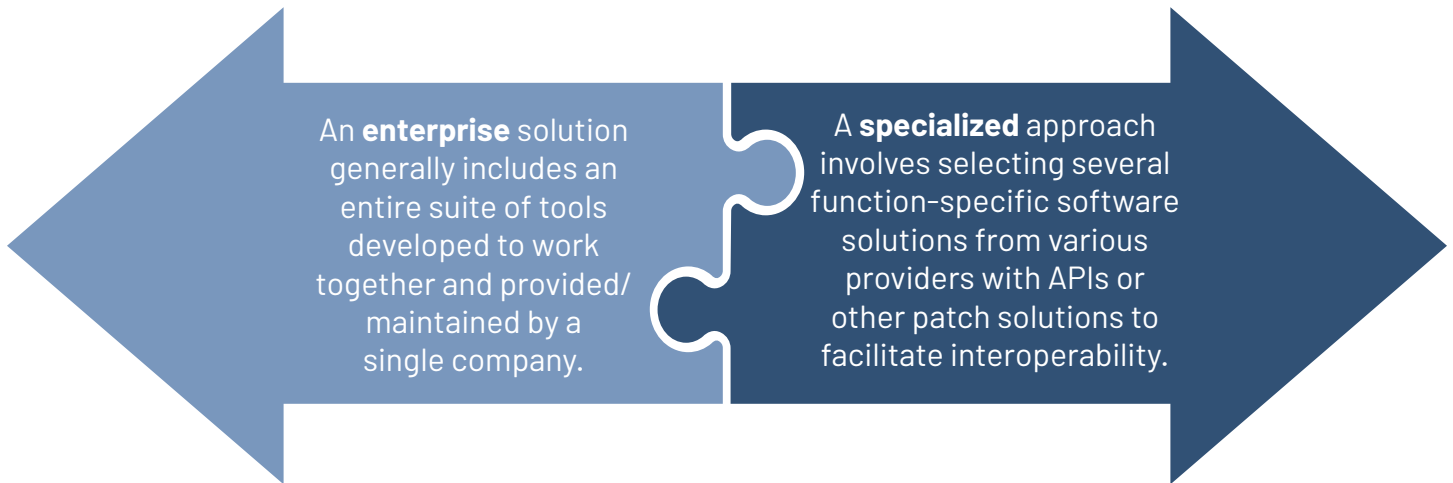 An enterprise solution
generally includes an
entire suite of tools
developed to work
together and provided/
maintained by a
single company.
A specialized approach
involves selecting several
function-specific software
solutions from various
providers with APIs or
other patch solutions to
facilitate interoperability.